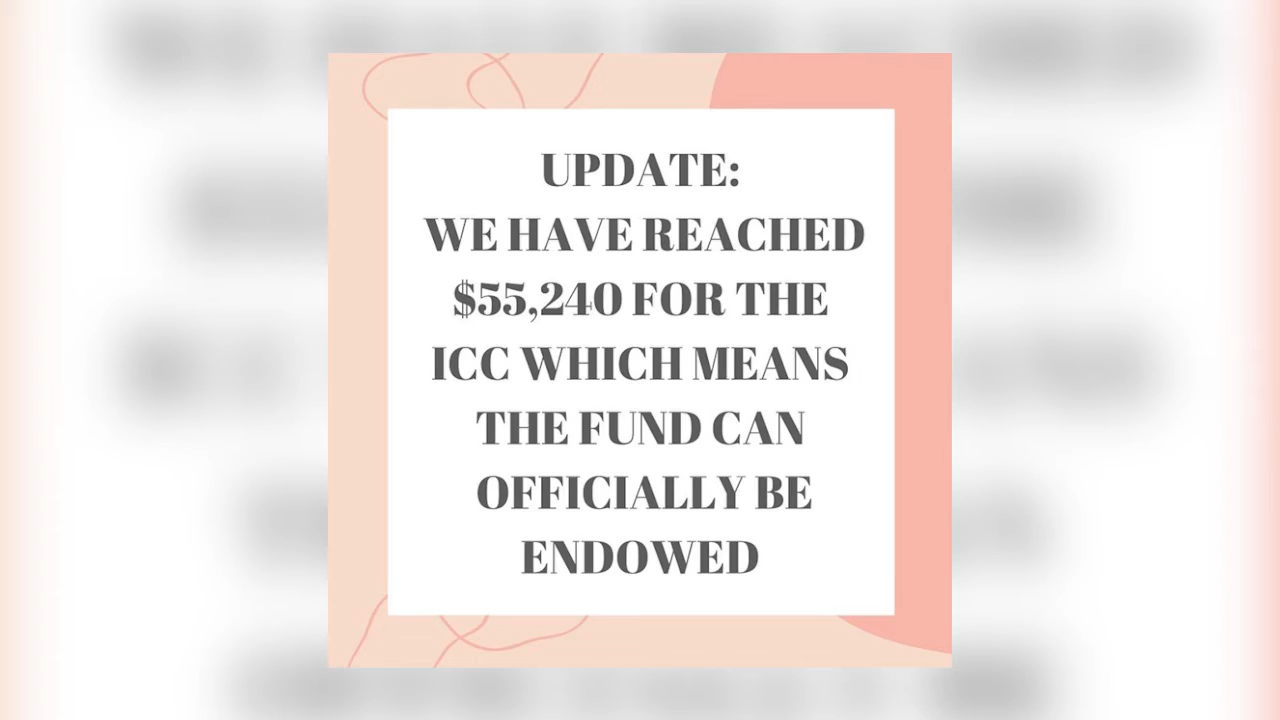 UPDATE:
WE HAVE REACHED
$55,240 FOR THE
ICC WHICH MEANS
THE FUND CAN
OFFICIALLY BE
ENDOWED